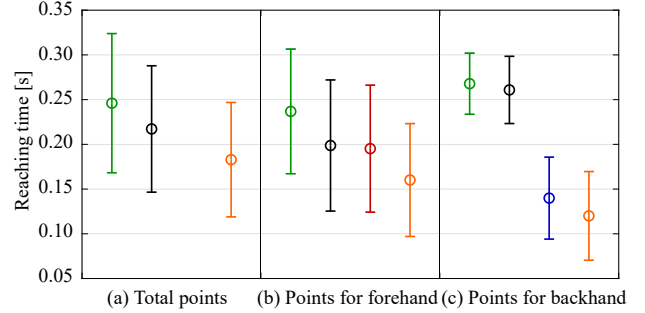 0.35
0.30
0.25
0.20
0.15
0.10
0.05
Reaching time [s]
(a) Total points
(b) Points for forehand
(c) Points for backhand